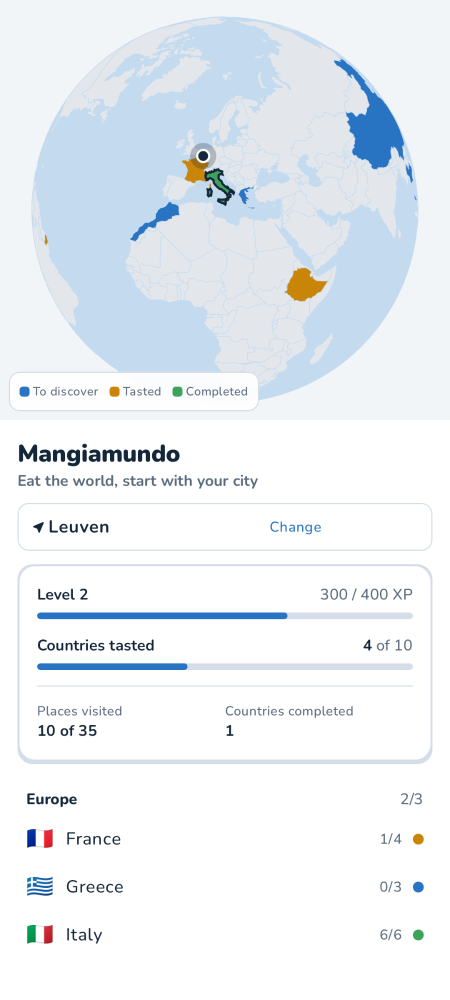 To discover Tasted Completed
Mangiamundo
Eat the world, start with your city
Leuven Change
Level 2 300 / 400 XP
Countries tasted 4 of 10
Places visited Countries completed
10 of 35 1
Europe 2/3
France 1/4
Greece 0/3
Italy 6/6